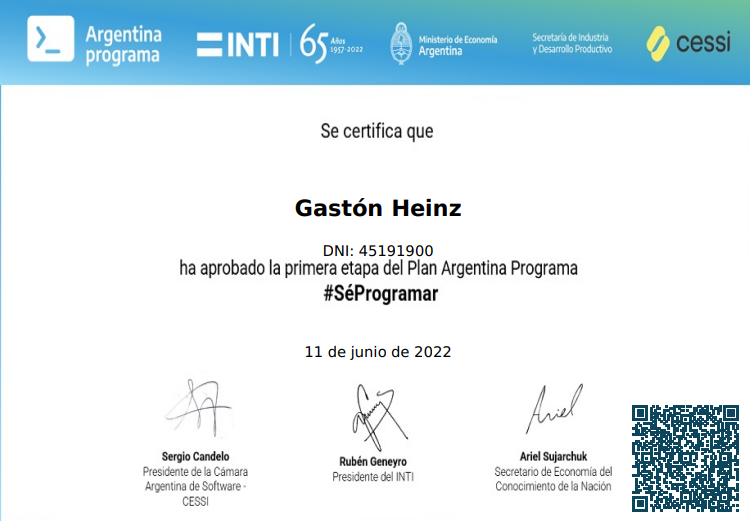 Argentina
programa
INTI
65 Años
1957-2022
Ministerio de Economía
Argentina
Secretaría de Industria
y Desarrollo Productivo
cessi
Se certifica que
Gastón Heinz
DNI: 45191900
ha aprobado la primera etapa del Plan Argentina Programa
#SéProgramar
11 de junio de 2022
Ariel
Sergio Candelo
Presidente de la Cámara
Argentina de Software -
CESSI
Rubén Geneyro
Presidente del INTI
Ariel Sujarchuk
Secretario de Economía del
Conocimiento de la Nación